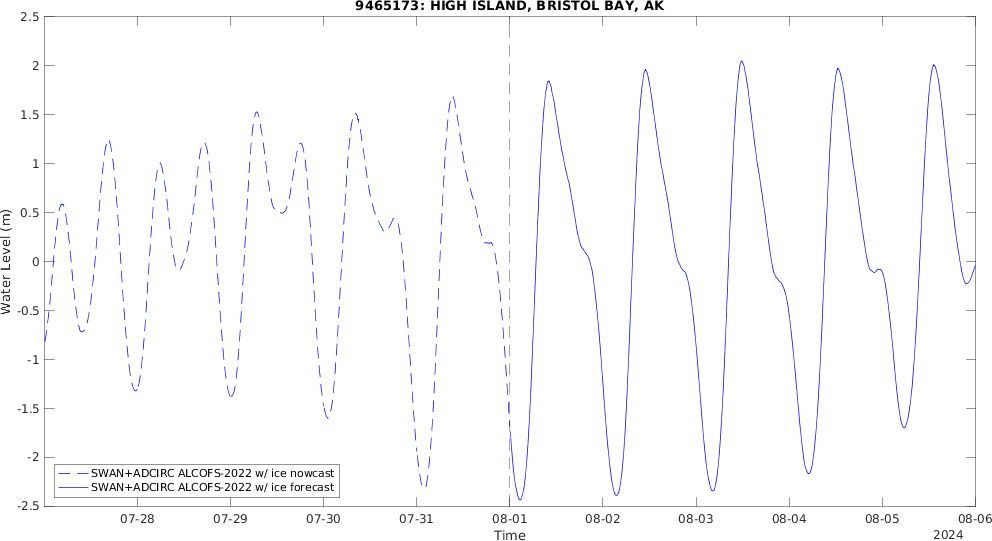 9465173: HIGH ISLAND, BRISTOL BAY, AK
2.5
2
1.5
1
0.5
0
-0.5
-1
-1.5
-2
-2.5
Water Level (m)
SWAN+ADCIRC ALCOFS-2022 w/ ice nowcast
SWAN+ADCIRC ALCOFS-2022 w/ ice forecast
07-28 07-29 07-30 07-31 08-01 08-02 08-03 08-04 08-05 08-06
Time
2024